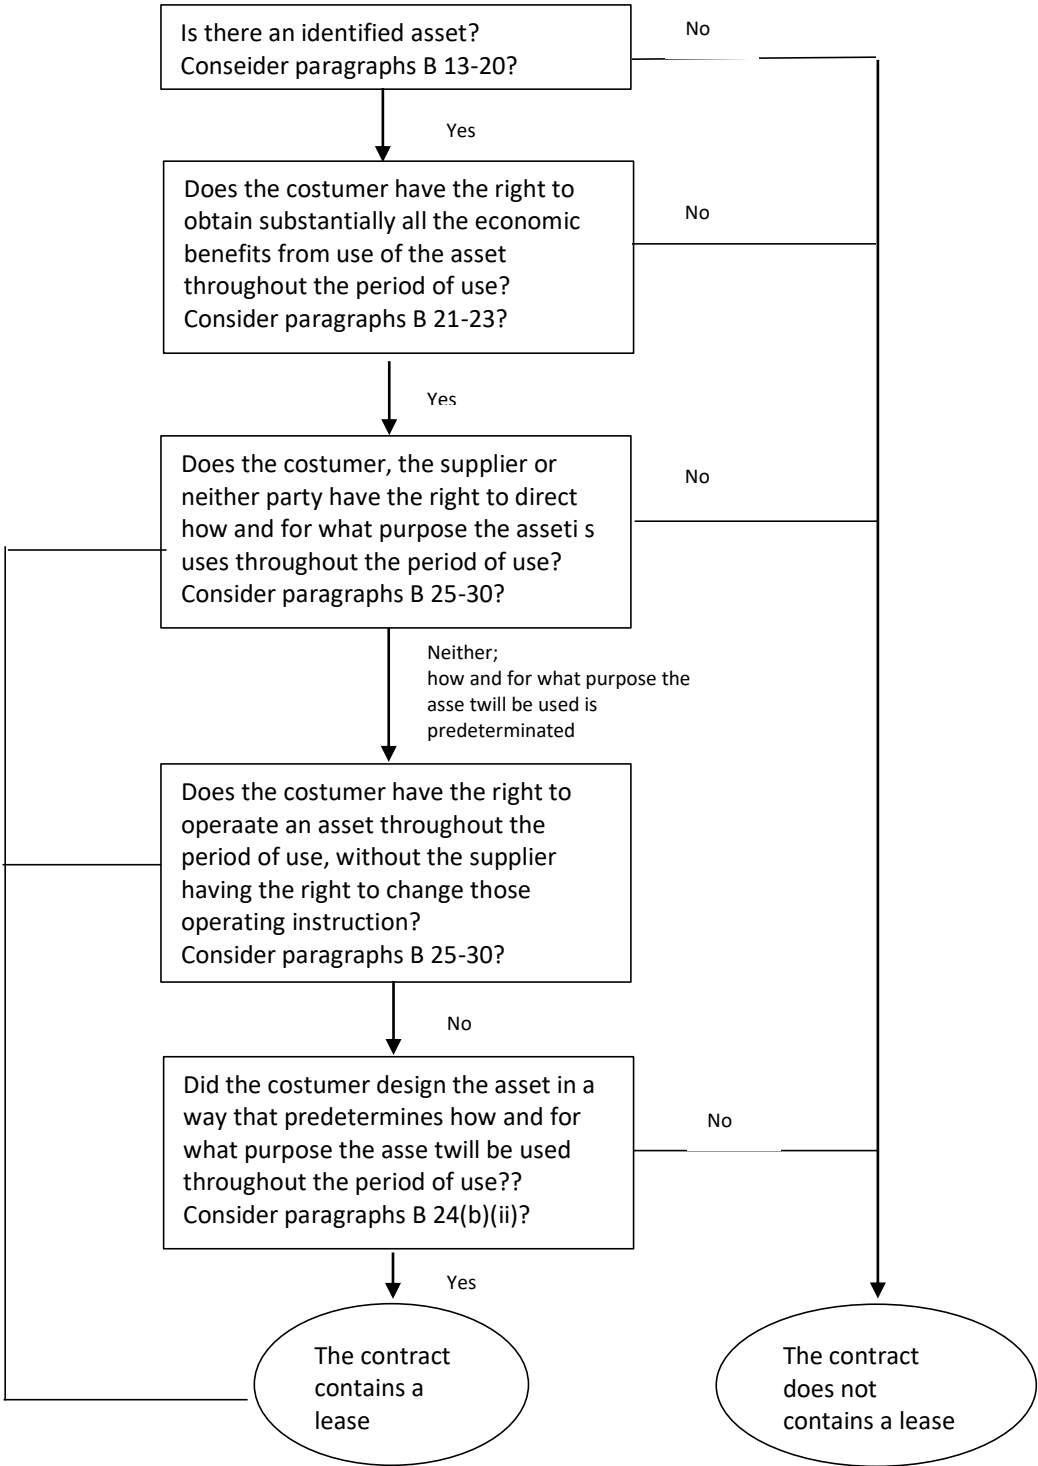 Is there an identified asset?
Conseider paragraphs B 13-20?
No
Yes
Does the costumer have the right to
obtain substantially all the economic
benefits from use of the asset
throughout the period of use?
Consider paragraphs B 21-23?
No
Yes
Does the costumer, the supplier or
neither party have the right to direct
how and for what purpose the asseti s
uses throughout the period of use?
Consider paragraphs B 25-30?
No
Neither;
how and for what purpose the
asse twill be used is
predeterminated
Does the costumer have the right to
operaate an asset throughout the
period of use, without the supplier
having the right to change those
operating instruction?
Consider paragraphs B 25-30?
No
Did the costumer design the asset in a
way that predetermines how and for
what purpose the asse twill be used
throughout the period of use??
Consider paragraphs B 24(b)(ii)?
No
Yes
The contract
contains a
lease
The contract
does not
contains a lease